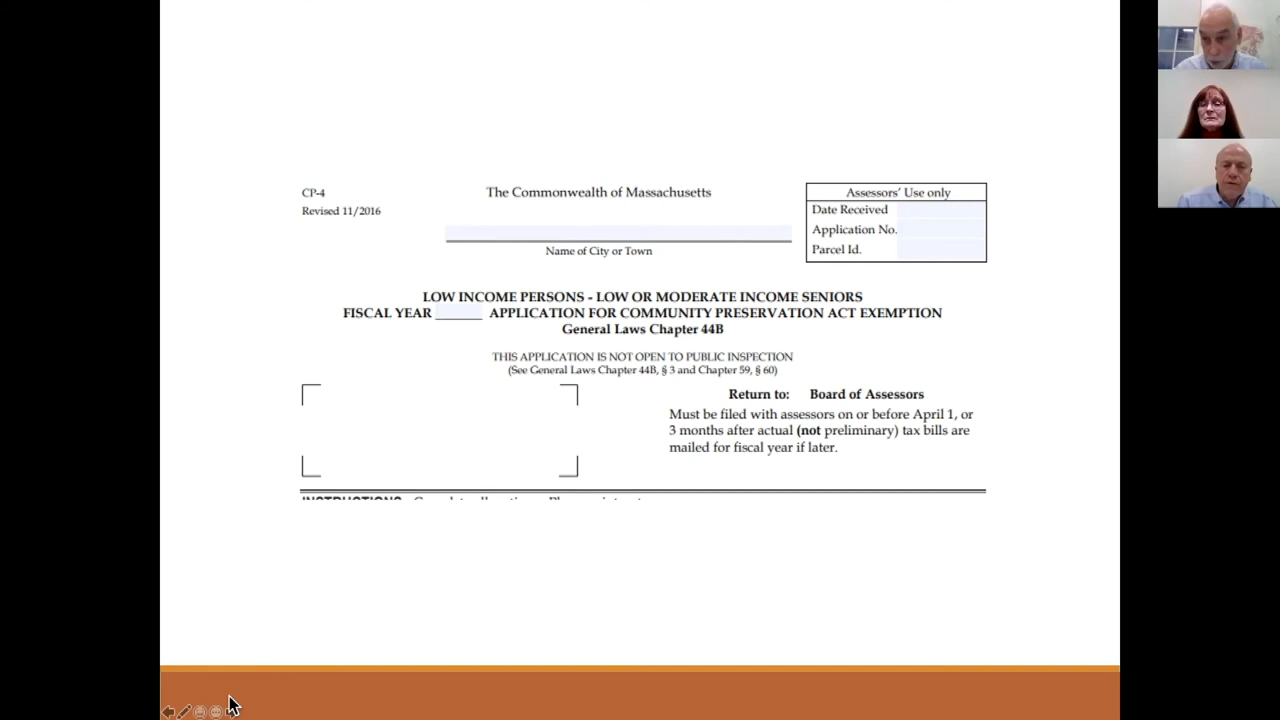 CP-4
Revised 11/2016
The Commonwealth of Massachusetts
Name of City or Town
Assessors' Use only
Date Received
Application No.
Parcel Id.
LOW INCOME PERSONS - LOW OR MODERATE INCOME SENIORS
FISCAL YEAR ______ APPLICATION FOR COMMUNITY PRESERVATION ACT EXEMPTION
General Laws Chapter 44B
THIS APPLICATION IS NOT OPEN TO PUBLIC INSPECTION
(See General Laws Chapter 44B, § 3 and Chapter 59, § 60)
Return to: Board of Assessors
Must be filed with assessors on or before April 1, or
3 months after actual (not preliminary) tax bills are
mailed for fiscal year if later.